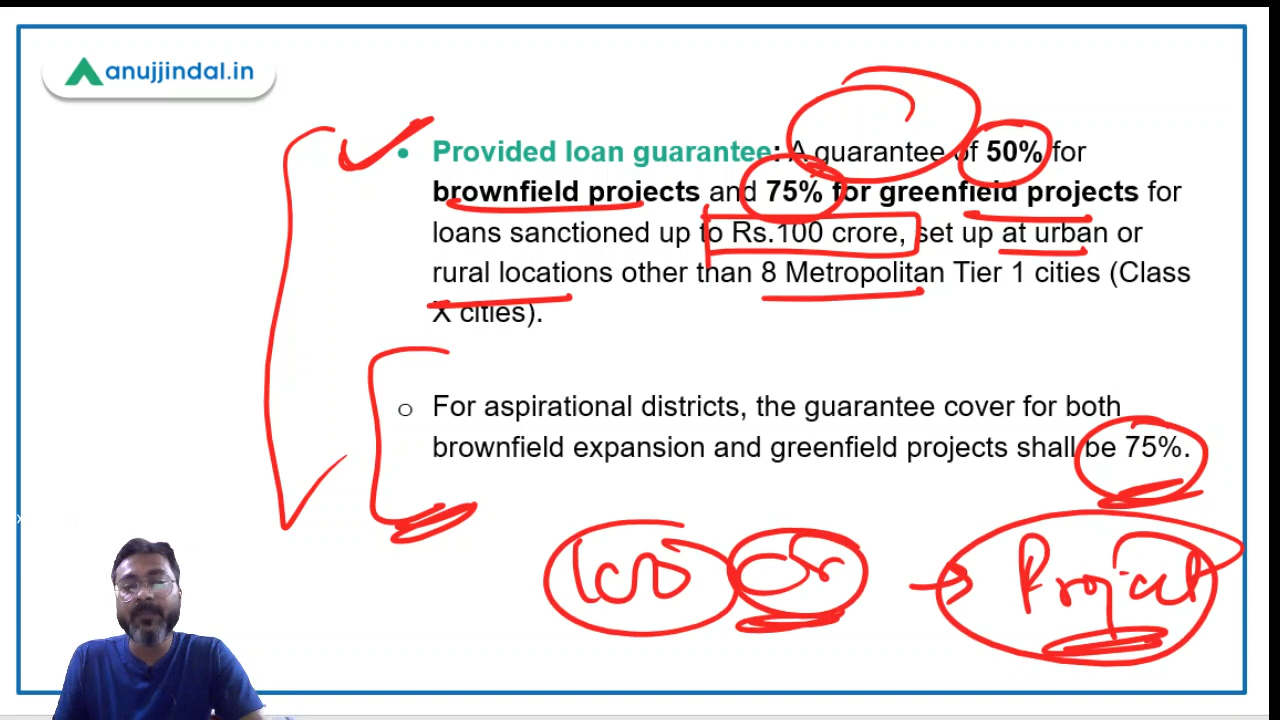 anujjindal.in
• Provided loan guarantee: A guarantee of 50% for
brownfield projects and 75% for greenfield projects for
loans sanctioned up to Rs.100 crore, set up at urban or
rural locations other than 8 Metropolitan Tier 1 cities (Class
X cities).
o For aspirational districts, the guarantee cover for both
brownfield expansion and greenfield projects shall be 75%.
100 Cr → Project